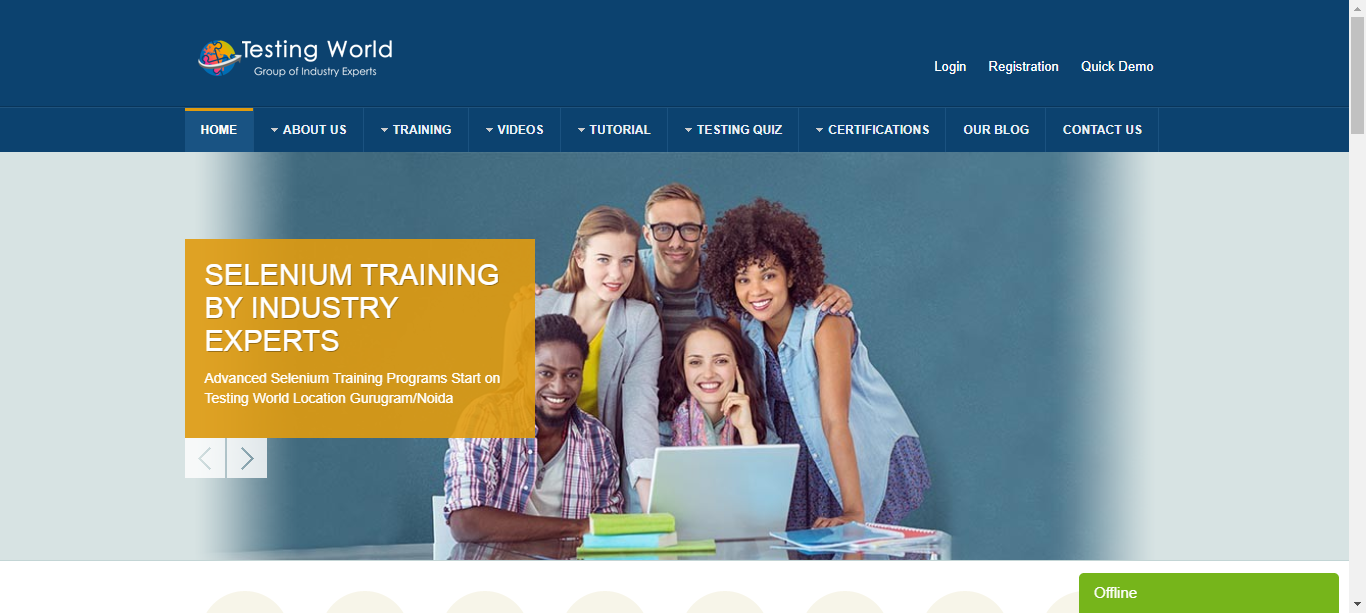 Testing World
Group of Industry Experts
Login Registration Quick Demo
HOME ABOUT US TRAINING VIDEOS TUTORIAL TESTING QUIZ CERTIFICATIONS OUR BLOG CONTACT US
SELENIUM TRAINING
BY INDUSTRY
EXPERTS
Advanced Selenium Training Programs Start on
Testing World Location Gurugram/Noida
Offline